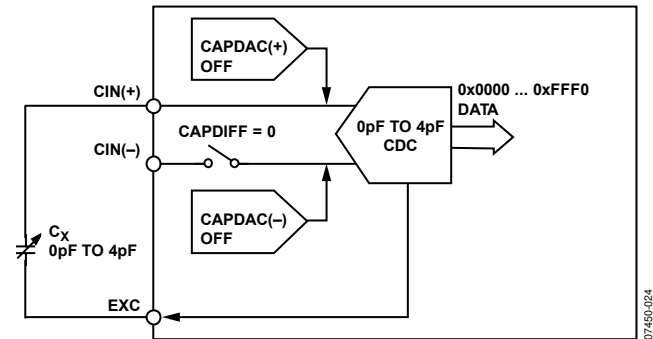 CAPDAC(+)
OFF
CIN(+)
0x0000 ... 0xFFF0
DATA
CAPDIFF = 0
0pF TO 4pF
CDC
CIN(–)
CAPDAC(–)
OFF
CX
0pF TO 4pF
EXC
07450-024